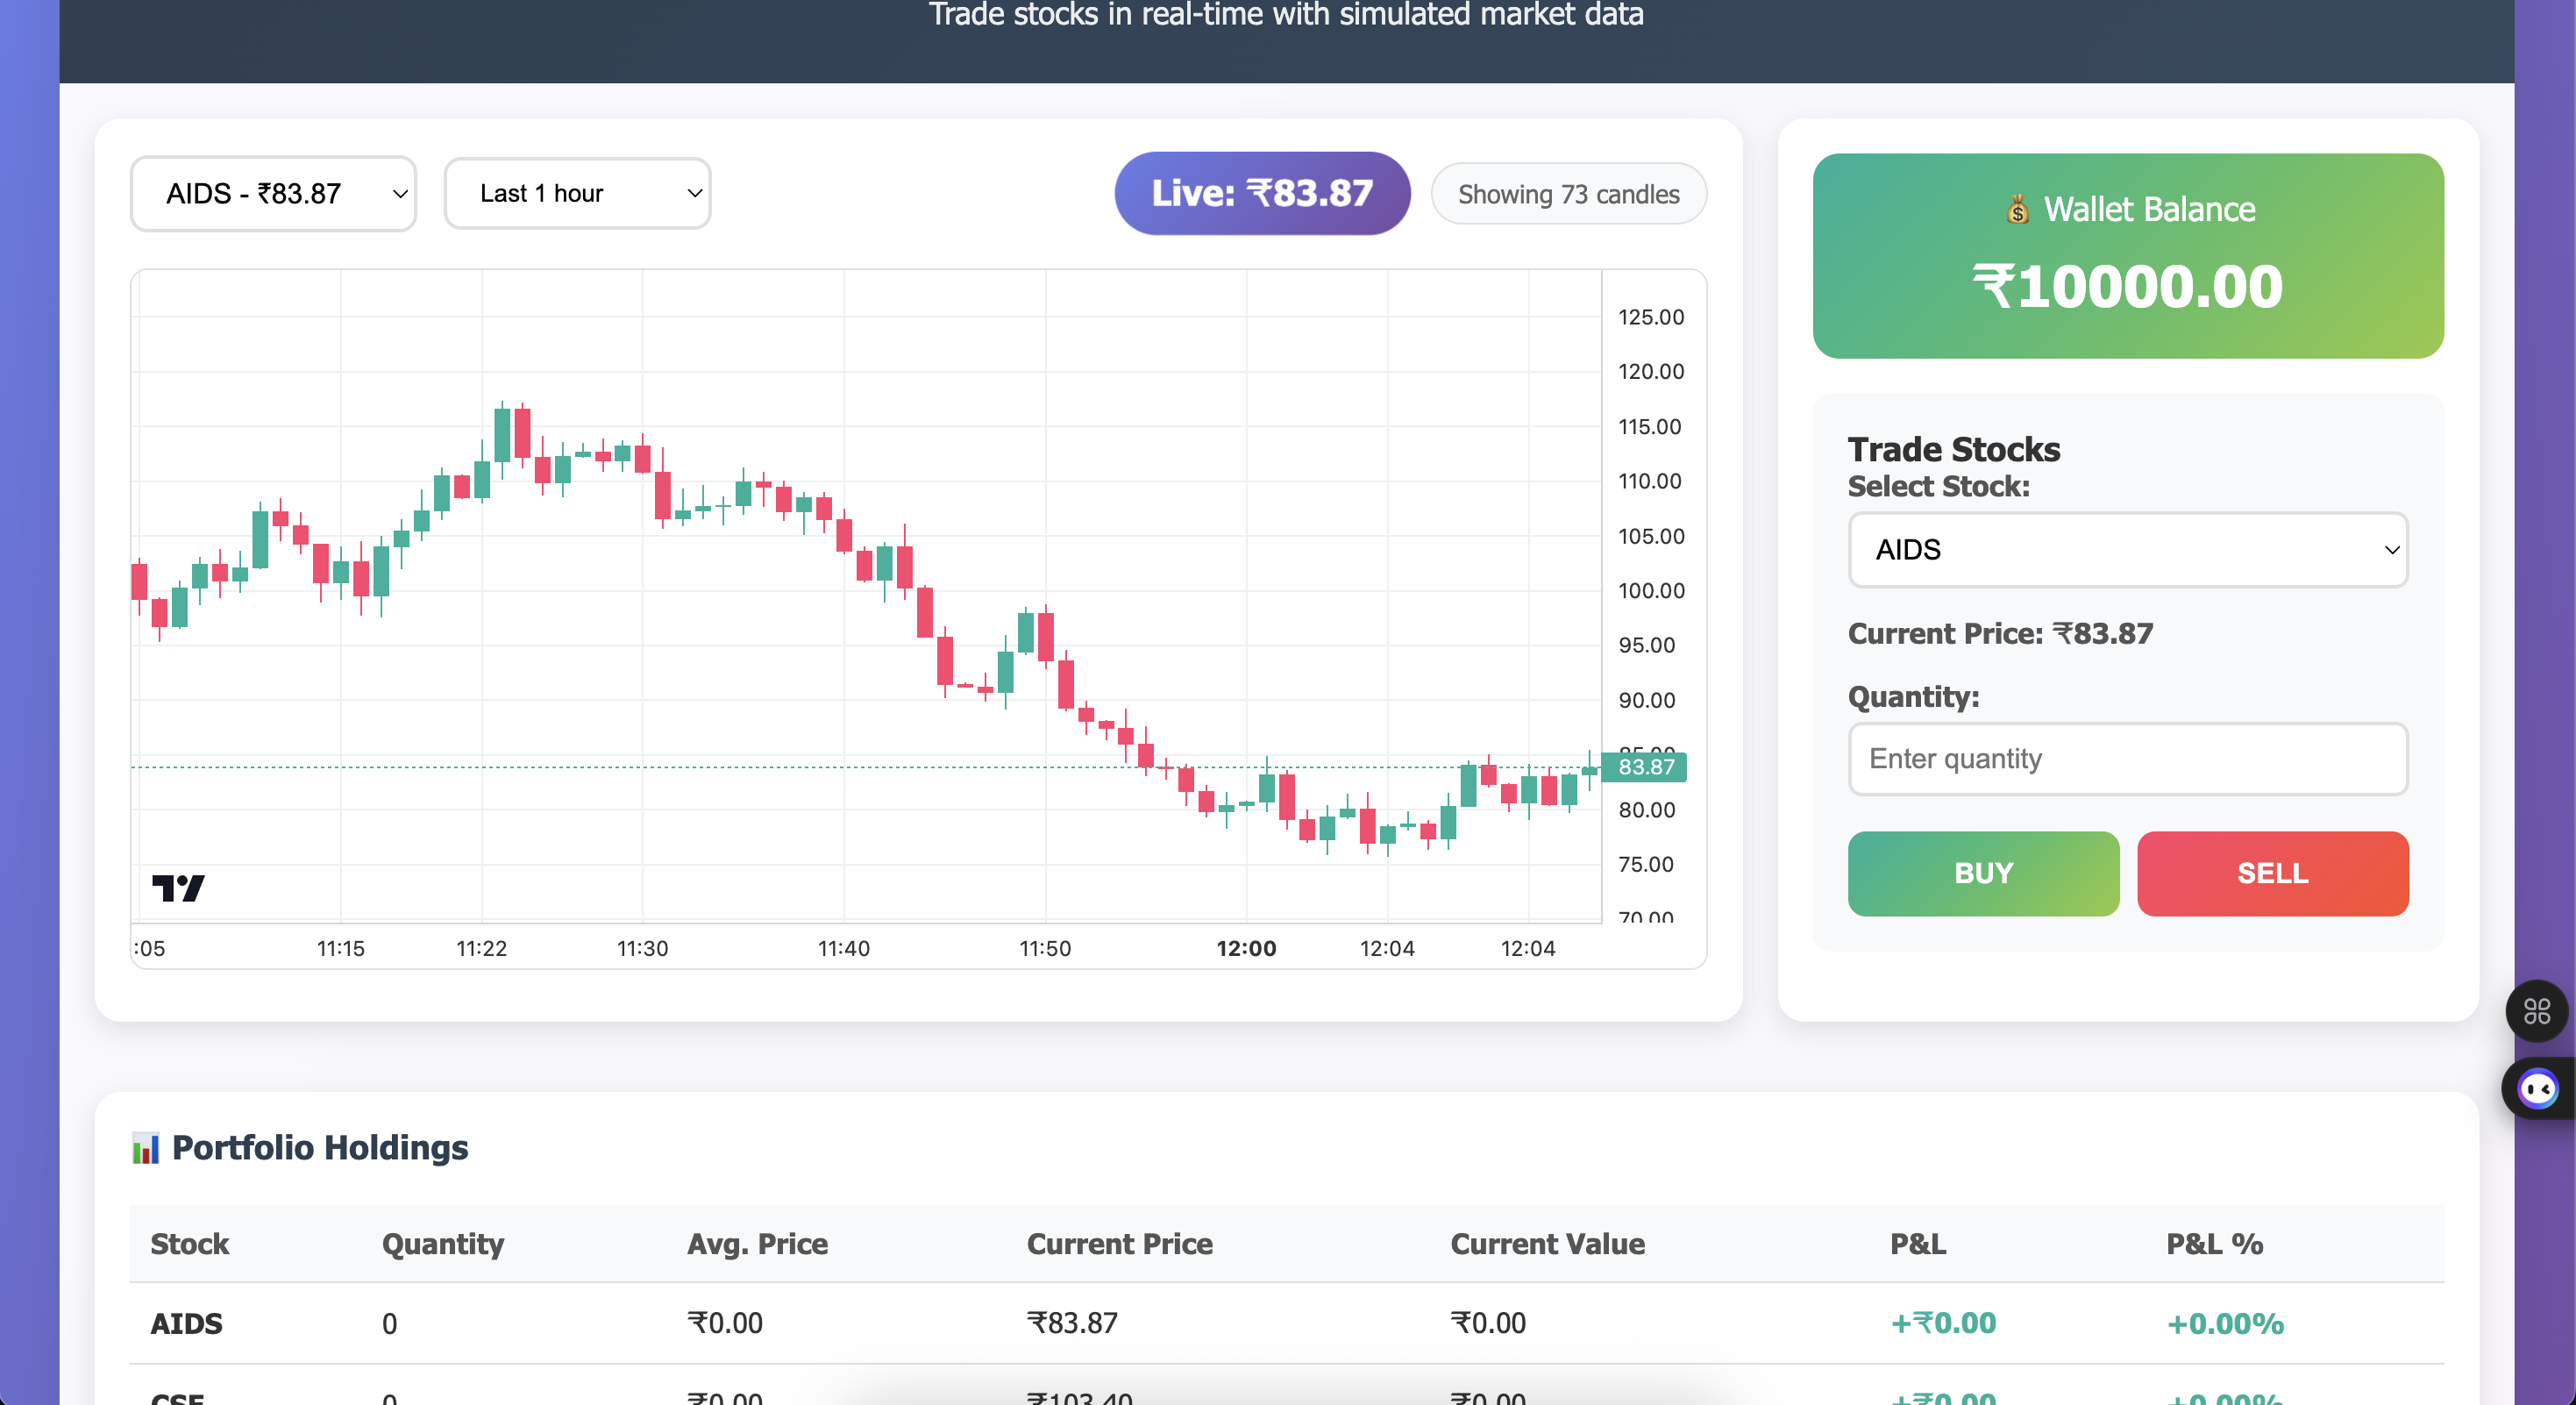 Trade stocks in real-time with simulated market data
AIDS - ₹83.87
Last 1 hour
Live: ₹83.87
Showing 73 candles
125.00
120.00
115.00
110.00
105.00
100.00
95.00
90.00
85.00
83.87
80.00
75.00
70.00
:05
11:15
11:22
11:30
11:40
11:50
12:00
12:04
12:04
Wallet Balance
₹10000.00
Trade Stocks
Select Stock:
AIDS
Current Price: ₹83.87
Quantity:
Enter quantity
BUY
SELL
Portfolio Holdings
Stock Quantity Avg. Price Current Price Current Value P&L P&L %
AIDS 0 ₹0.00 ₹83.87 ₹0.00 +₹0.00 +0.00%
CSE 0 ₹0.00 ₹103.40 ₹0.00 +₹0.00 +0.00%